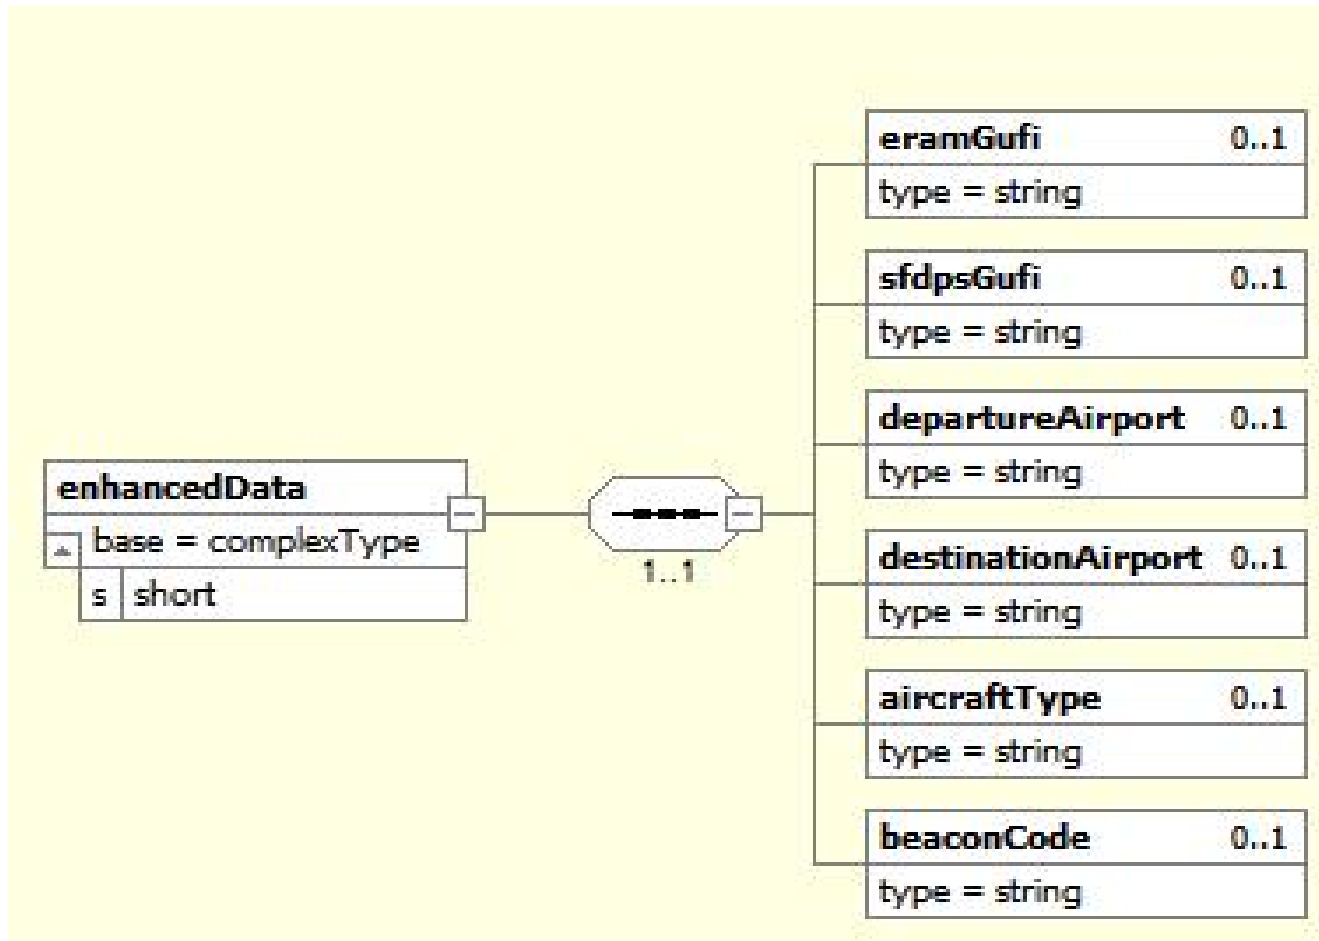 eramGufi 0..1
type = string
sfdpsGufi 0..1
type = string
departureAirport 0..1
type = string
enhancedData
base = complexType
s short
1..1
destinationAirport 0..1
type = string
aircraftType 0..1
type = string
beaconCode 0..1
type = string